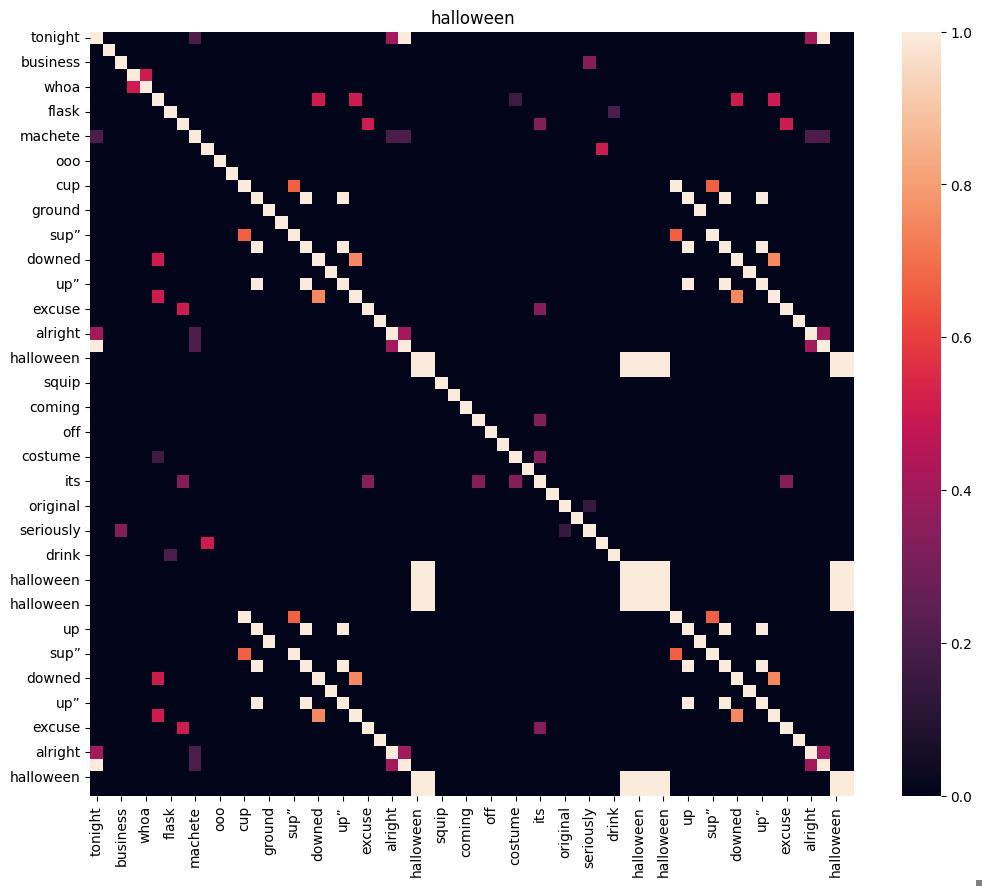 halloween
tonight
business
whoa
flask
machete
ooo
cup
ground
sup”
downed
up”
excuse
alright
halloween
squip
coming
off
costume
its
original
seriously
drink
halloween
halloween
up
sup”
downed
up”
excuse
alright
halloween
1.0
0.8
0.6
0.4
0.2
0.0
tonight
business
whoa
flask
machete
ooo
cup
ground
sup”
downed
up”
excuse
alright
halloween
squip
coming
off
costume
its
original
seriously
drink
halloween
halloween
up
sup”
downed
up”
excuse
alright
halloween